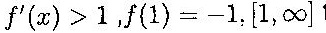 f′(x) > 1 ,f(1) = −1, [1, ∞]